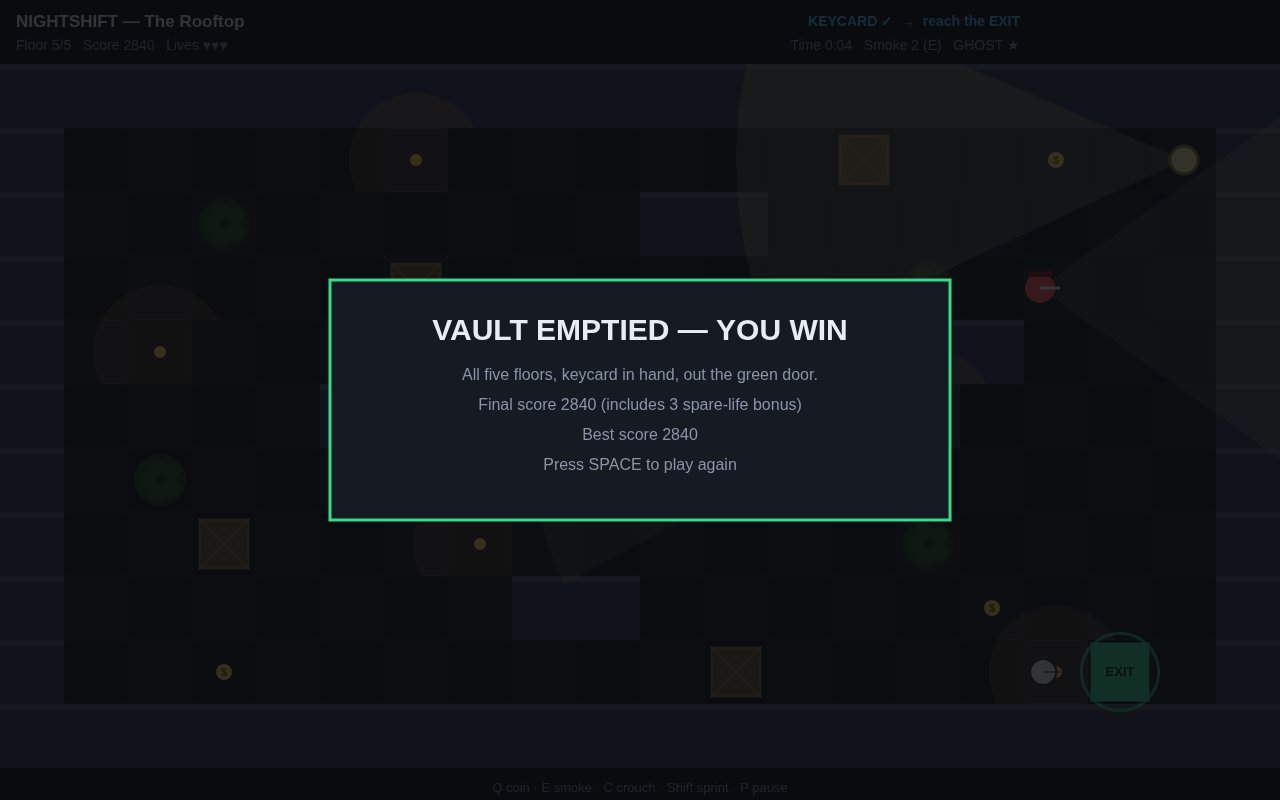 NIGHTSHIFT — The Rooftop
KEYCARD ✓ → reach the EXIT
Floor 5/5 Score 2840 Lives ♥♥♥
Time 0:04 Smoke 2 (E) GHOST ★
$
VAULT EMPTIED — YOU WIN
All five floors, keycard in hand, out the green door.
Final score 2840 (includes 3 spare-life bonus)
Best score 2840
Press SPACE to play again
$
$
EXIT
Q coin · E smoke · C crouch · Shift sprint · P pause